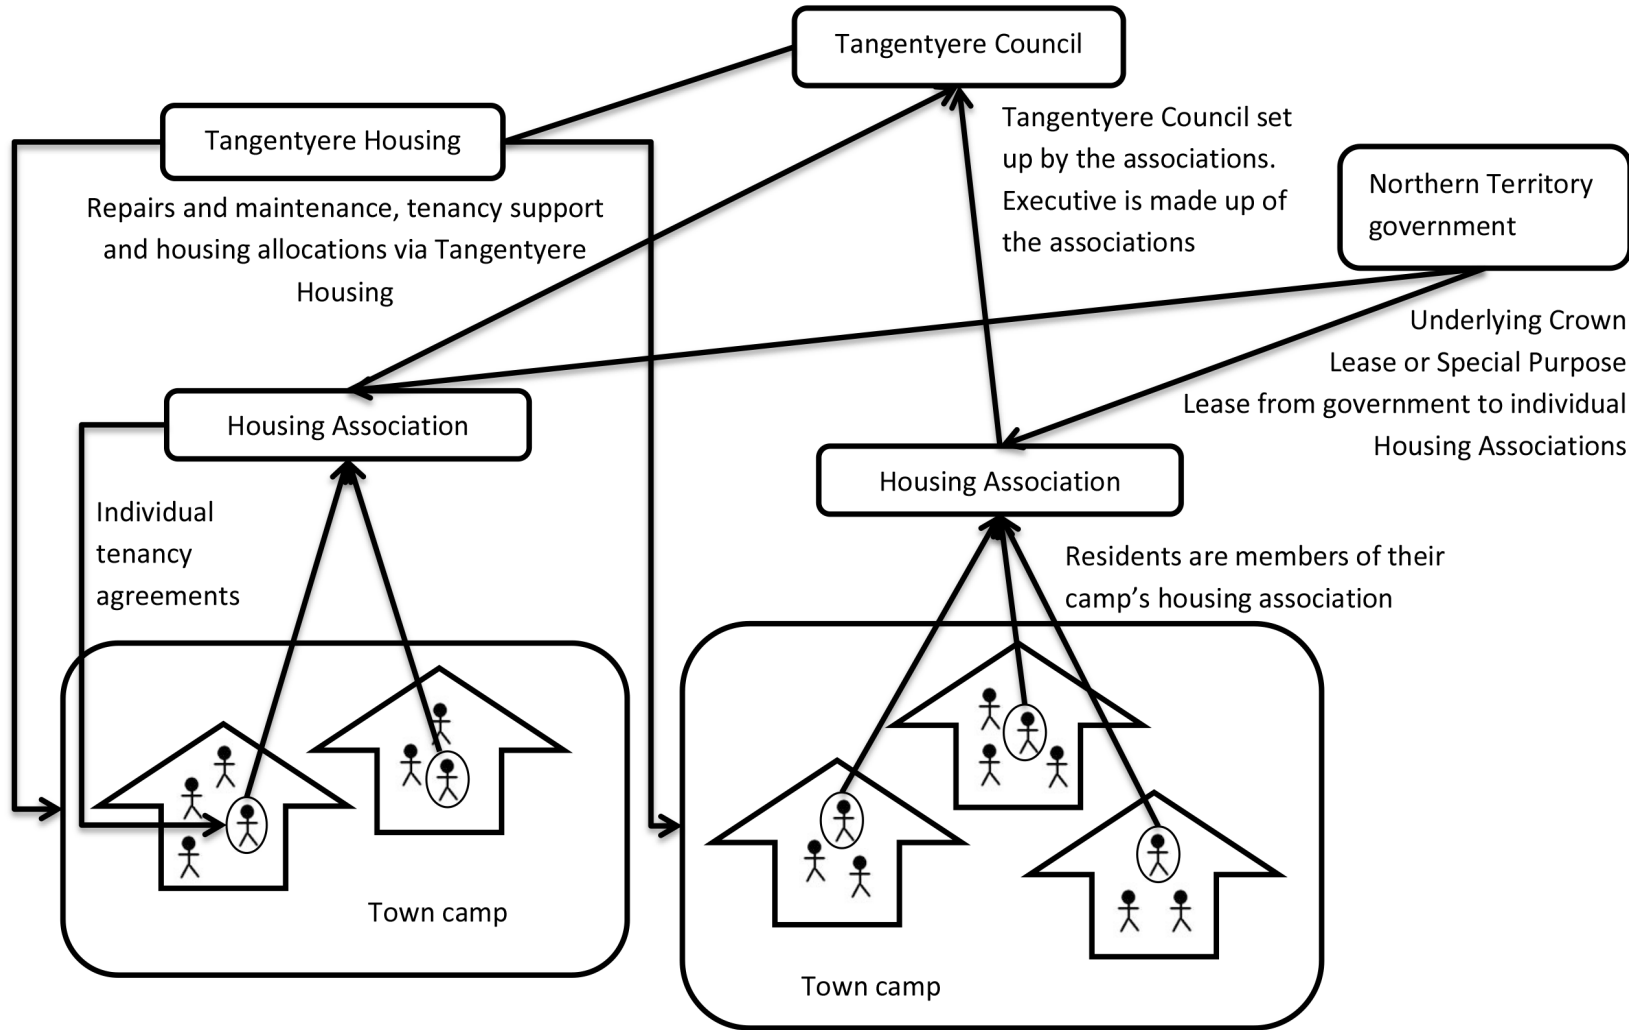 Tangentyere Council
Tangentyere Housing
Repairs and maintenance, tenancy support
and housing allocations via Tangentyere
Housing
Tangentyere Council set
up by the associations.
Executive is made up of
the associations
Northern Territory
government
Underlying Crown
Lease or Special Purpose
Lease from government to individual
Housing Associations
Housing Association
Housing Association
Individual
tenancy
agreements
Residents are members of their
camp’s housing association
Town camp
Town camp